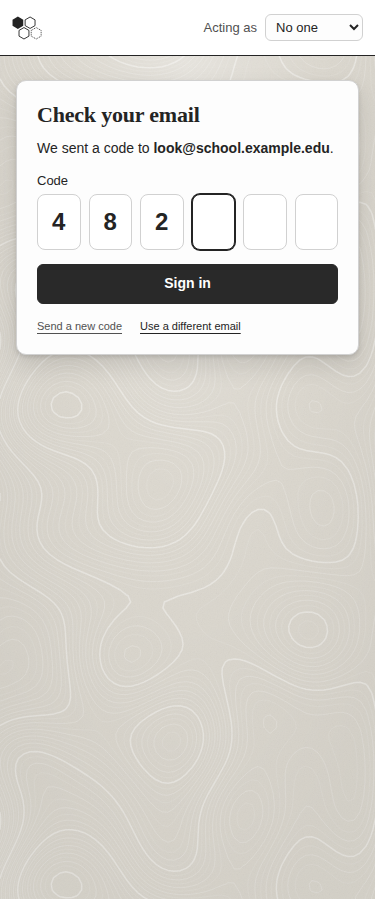 Acting as No one
Check your email
We sent a code to look@school.example.edu.
Code
4 8 2
Sign in
Send a new code Use a different email